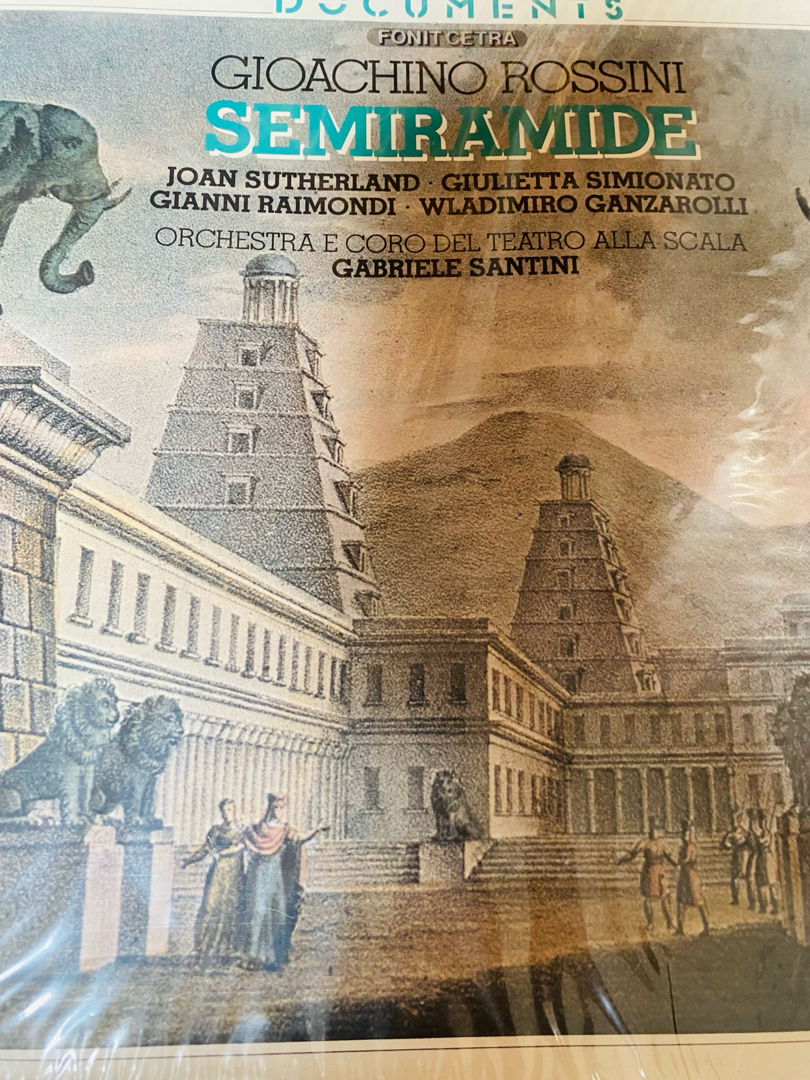 DOCUMENTS
FONIT CETRA
GIOACHINO ROSSINI
SEMIRAMIDE
JOAN SUTHERLAND · GIULIETTA SIMIONATO
GIANNI RAIMONDI · WLADIMIRO GANZAROLLI
ORCHESTRA E CORO DEL TEATRO ALLA SCALA
GABRIELE SANTINI